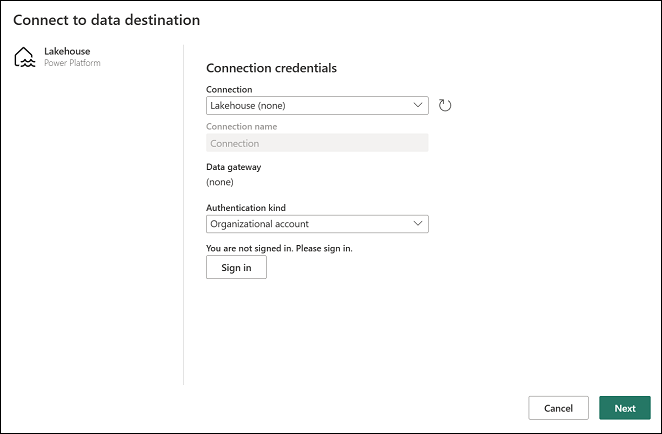 Connect to data destination
Lakehouse
Power Platform
Connection credentials
Connection
Lakehouse (none)
Connection name
Connection
Data gateway
(none)
Authentication kind
Organizational account
You are not signed in. Please sign in.
Sign in
Cancel
Next